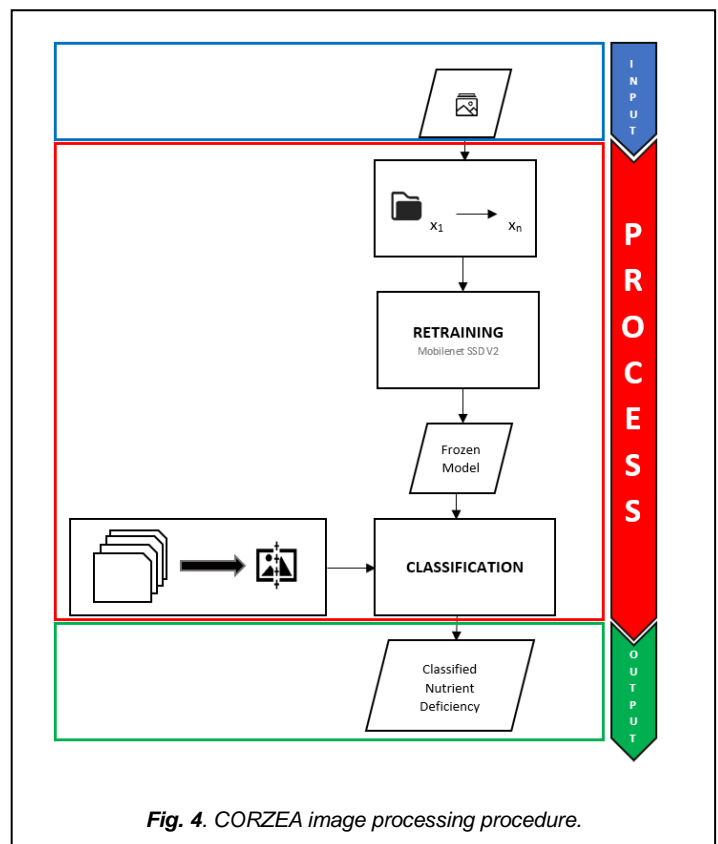 INPUT
x₁ xₙ
RETRAINING
Mobilenet SSD V2
Frozen
Model
CLASSIFICATION
PROCESS
Classified
Nutrient
Deficiency
OUTPUT
Fig. 4. CORZEA image processing procedure.